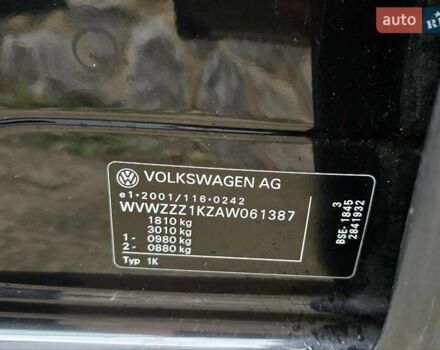 auto RIA
VOLKSWAGEN AG
e1*2001/116*0242
WVWZZZ1KZAW061387
1810 kg
3010 kg
1- 0980 kg
2- 0880 kg
Typ 1K
3
BSE-1845
2841932